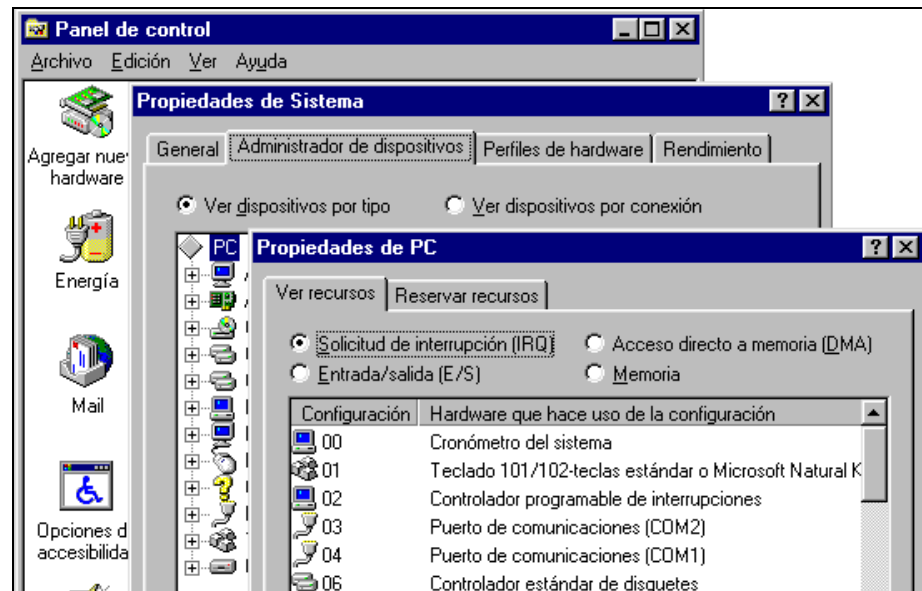 Panel de control
Archivo Edición Ver Ayuda
Propiedades de Sistema
General Administrador de dispositivos Perfiles de hardware Rendimiento
Ver dispositivos por tipo Ver dispositivos por conexión
Agregar nue
hardware
Energía
Mail
Opciones d
accesibilida
PC
Propiedades de PC
Ver recursos Reservar recursos
Solicitud de interrupción (IRQ) Acceso directo a memoria (DMA)
Entrada/salida (E/S) Memoria
Configuración Hardware que hace uso de la configuración
00 Cronómetro del sistema
01 Teclado 101/102-teclas estándar o Microsoft Natural K
02 Controlador programable de interrupciones
03 Puerto de comunicaciones (COM2)
04 Puerto de comunicaciones (COM1)
06 Controlador estándar de disquetes